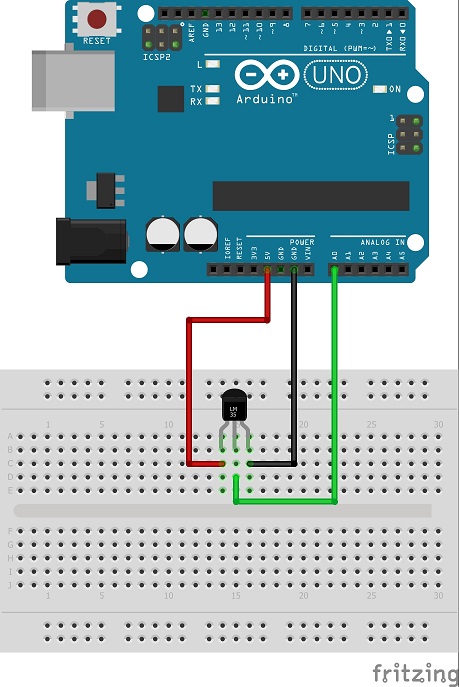 RESET
ICSP2
AREF
GND
13
12
~11
~10
~9
8
7
~6
~5
4
~3
2
TXD▶1
RXD◀0
DIGITAL (PWM=~)
L
TX
RX
UNO
Arduino™
ON
1
ICSP
POWER
ANALOG IN
IOREF
RESET
3V3
5V
GND
GND
VIN
A0
A1
A2
A3
A4
A5
LM
35
1 5 10 15 20 25 30
A
B
C
D
E
F
G
H
I
J
1 5 10 15 20 25 30
fritzing